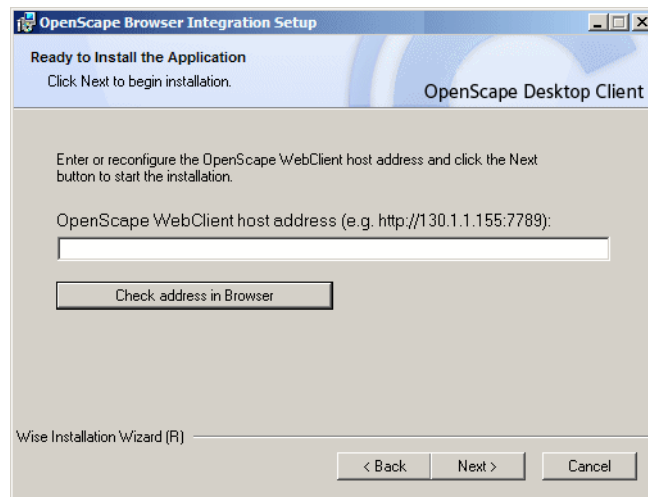 OpenScape Browser Integration Setup
Ready to Install the Application
Click Next to begin installation.
OpenScape Desktop Client
Enter or reconfigure the OpenScape WebClient host address and click the Next
button to start the installation.
OpenScape WebClient host address (e.g. http://130.1.1.155:7789):
Check address in Browser
Wise Installation Wizard (R)
< Back
Next >
Cancel